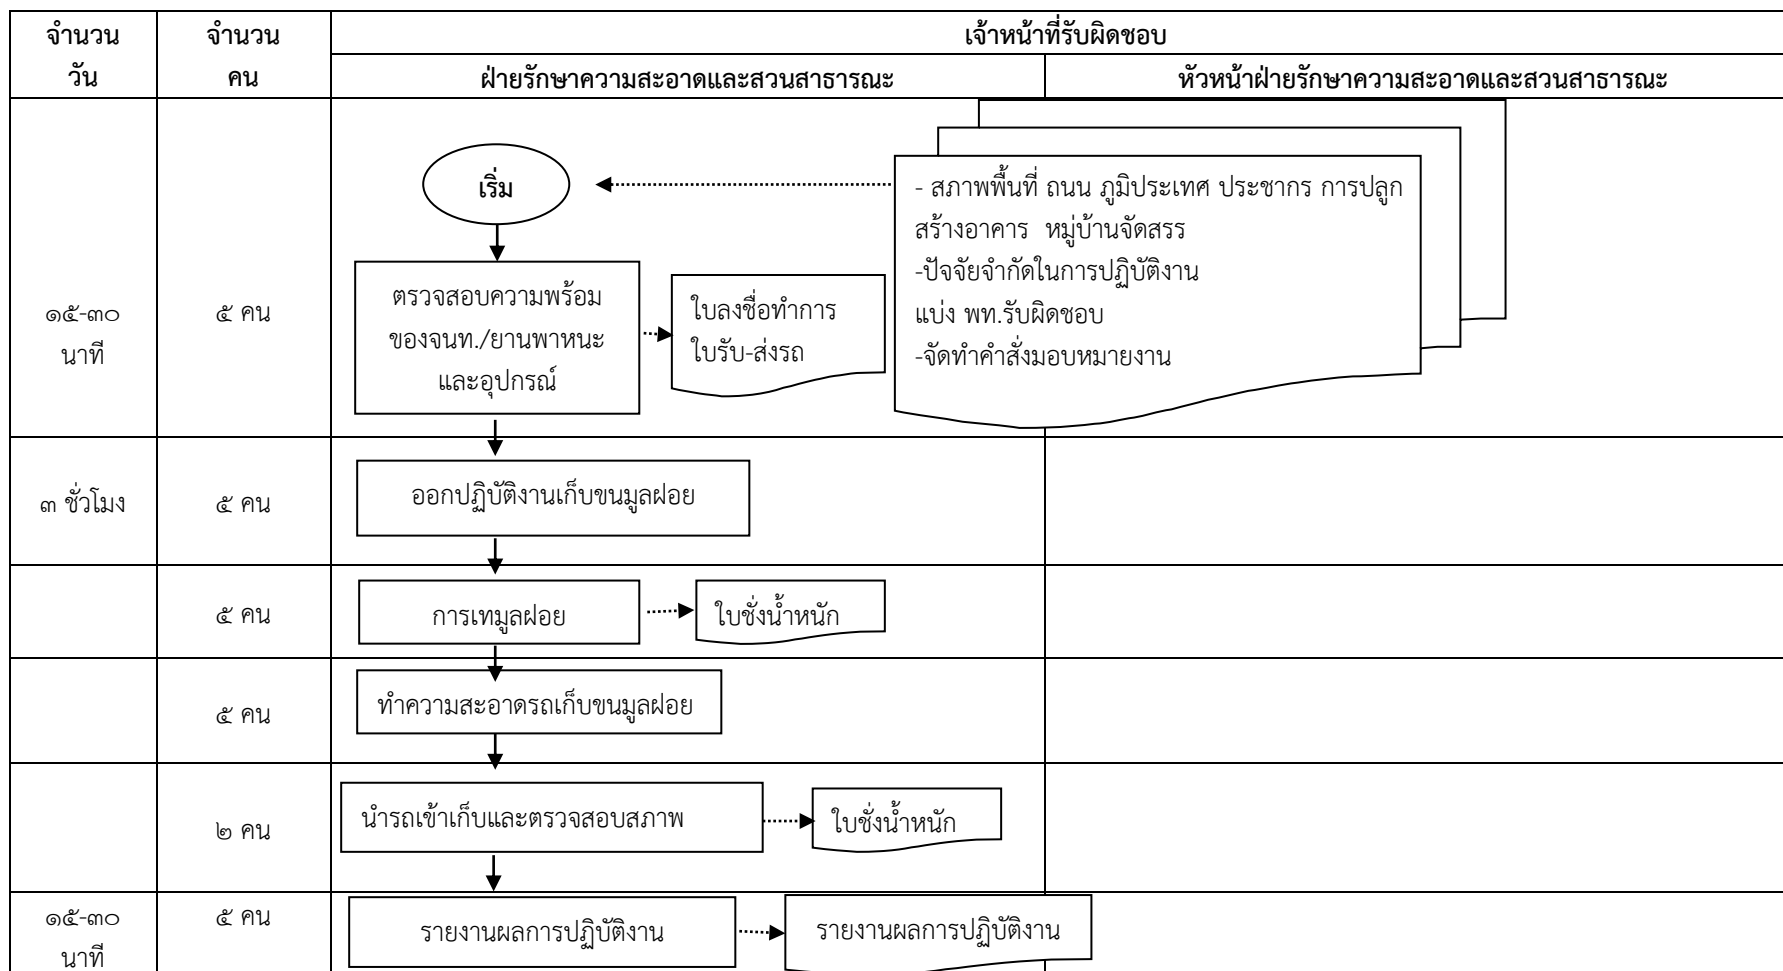 จำนวน
วัน
จำนวน
คน
เจ้าหน้าที่รับผิดชอบ
ฝ่ายรักษาความสะอาดและสวนสาธารณะ
หัวหน้าฝ่ายรักษาความสะอาดและสวนสาธารณะ
๑๕-๓๐
นาที
๕ คน
เริ่ม
- สภาพพื้นที่ ถนน ภูมิประเทศ ประชากร การปลูก
สร้างอาคาร หมู่บ้านจัดสรร
-ปัจจัยจำกัดในการปฏิบัติงาน
แบ่ง พท.รับผิดชอบ
-จัดทำคำสั่งมอบหมายงาน
ตรวจสอบความพร้อม
ของจนท./ยานพาหนะ
และอุปกรณ์
ใบลงชื่อทำการ
ใบรับ-ส่งรถ
๓ ชั่วโมง
๕ คน
ออกปฏิบัติงานเก็บขนมูลฝอย
๕ คน
การเทมูลฝอย
ใบชั่งน้ำหนัก
๕ คน
ทำความสะอาดรถเก็บขนมูลฝอย
๒ คน
นำรถเข้าเก็บและตรวจสอบสภาพ
ใบชั่งน้ำหนัก
๑๕-๓๐
นาที
๕ คน
รายงานผลการปฏิบัติงาน
รายงานผลการปฏิบัติงาน